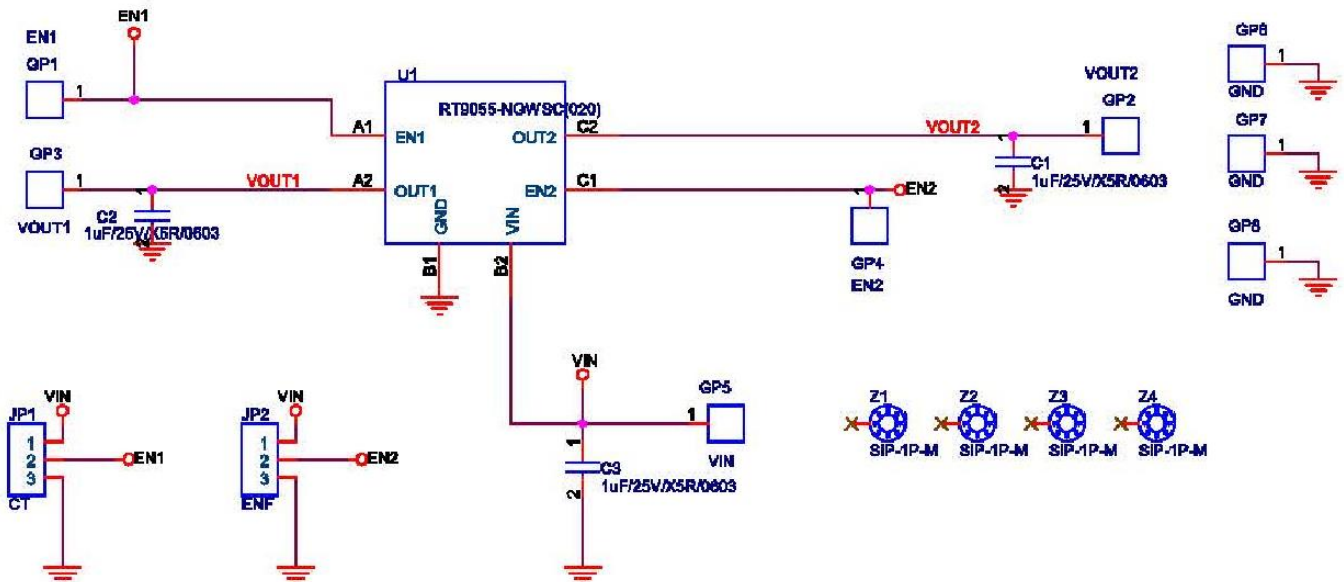 EN1
EN1
GP1
1
GP3
1
VOUT1
1
C2
1uF/25V/X5R/0603
2
VOUT1
U1
RT9055-NGWSC(020)
A1
EN1
A2
OUT1
GND
B1
VIN
B2
OUT2
C2
EN2
C1
VOUT2
1
C1
1uF/25V/X5R/0603
2
VOUT2
GP2
1
EN2
GP4
EN2
GP6
1
GND
GP7
1
GND
GP8
1
GND
VIN
JP1
1
2
3
CT
EN1
VIN
JP2
1
2
3
ENF
EN2
VIN
1
C3
1uF/25V/X5R/0603
2
GP5
1
VIN
Z1
SIP-1P-M
Z2
SIP-1P-M
Z3
SIP-1P-M
Z4
SIP-1P-M